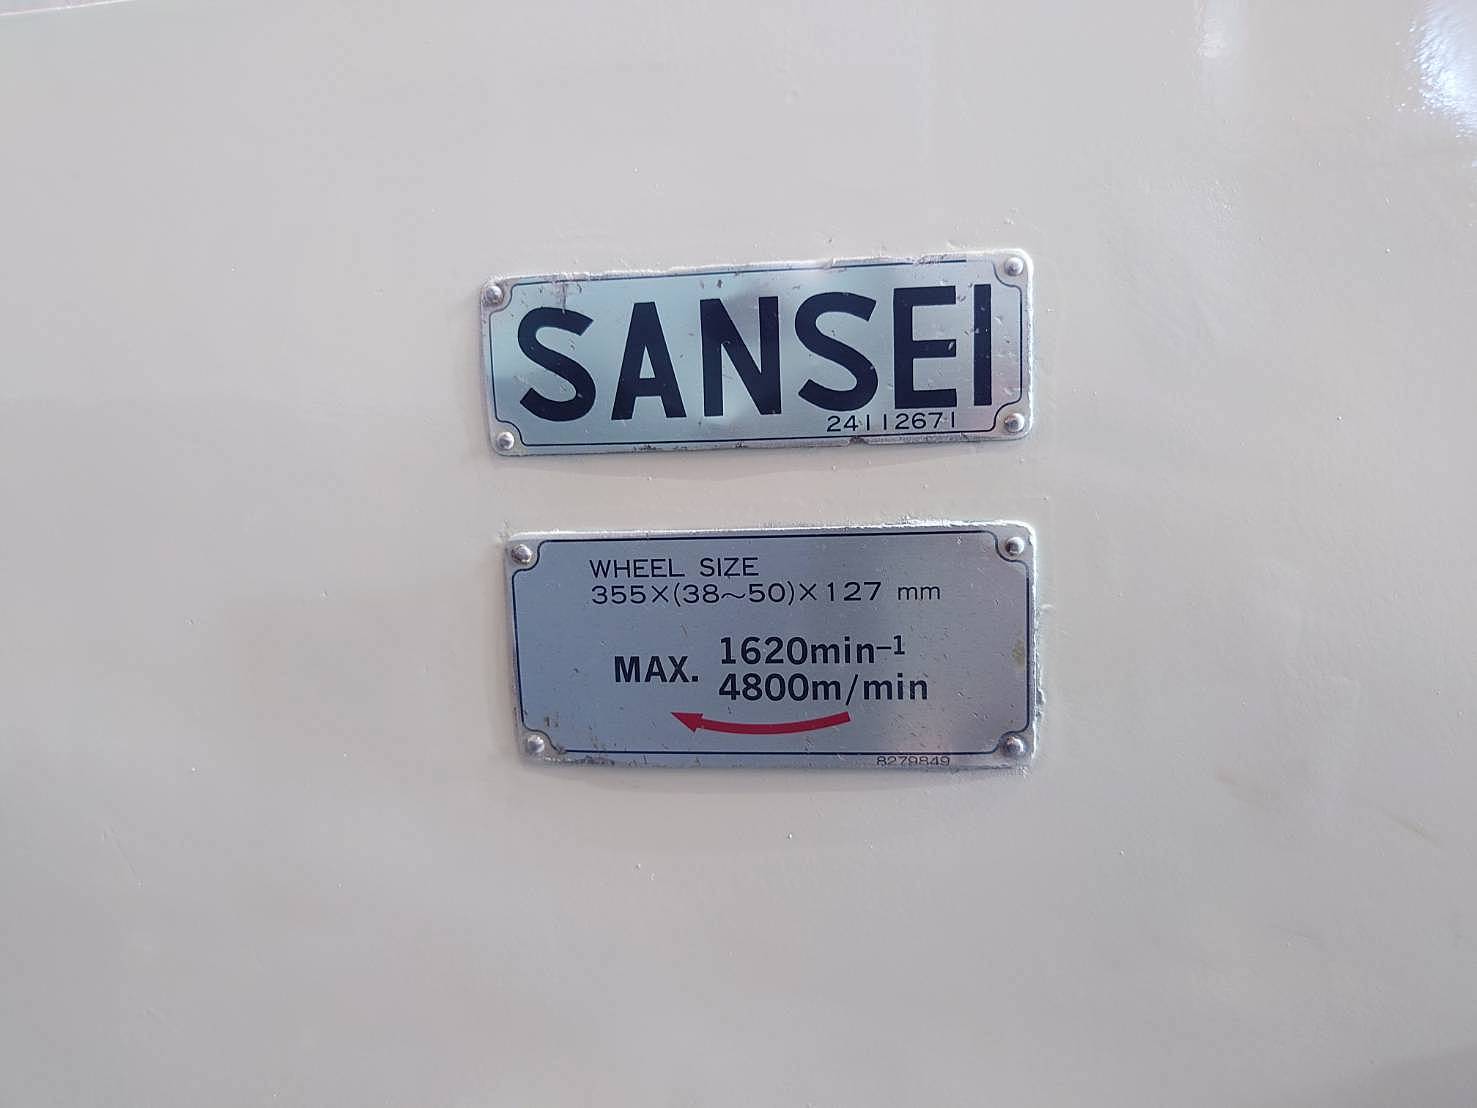 SANSEI
24112671
WHEEL SIZE
355×(38～50)×127 mm
MAX. 1620min⁻¹
4800m/min
8279849